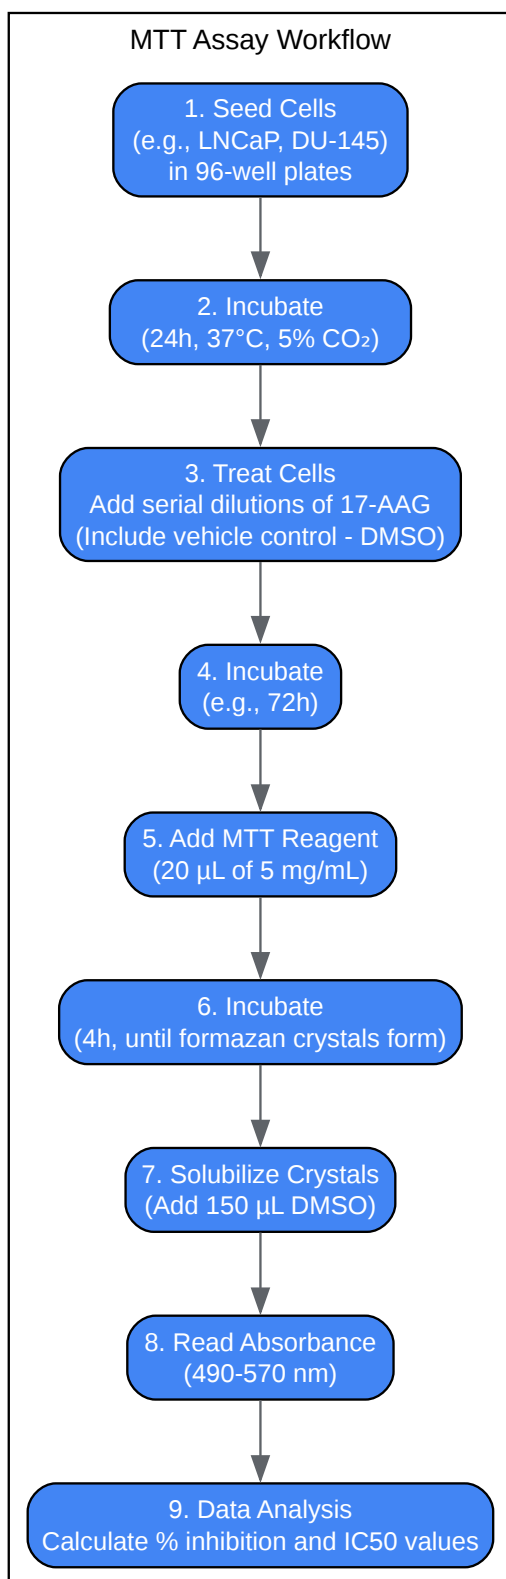 MTT Assay Workflow
1. Seed Cells
(e.g., LNCaP, DU-145)
in 96-well plates
2. Incubate
(24h, 37°C, 5% CO₂)
3. Treat Cells
Add serial dilutions of 17-AAG
(Include vehicle control - DMSO)
4. Incubate
(e.g., 72h)
5. Add MTT Reagent
(20 µL of 5 mg/mL)
6. Incubate
(4h, until formazan crystals form)
7. Solubilize Crystals
(Add 150 µL DMSO)
8. Read Absorbance
(490-570 nm)
9. Data Analysis
Calculate % inhibition and IC50 values